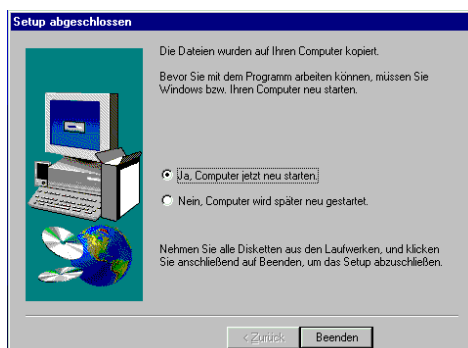 Setup abgeschlossen
Die Dateien wurden auf Ihren Computer kopiert.
Bevor Sie mit dem Programm arbeiten können, müssen Sie
Windows bzw. Ihren Computer neu starten.
Ja, Computer jetzt neu starten.
Nein, Computer wird später neu gestartet.
Nehmen Sie alle Disketten aus den Laufwerken, und klicken
Sie anschließend auf Beenden, um das Setup abzuschließen.
< Zurück
Beenden